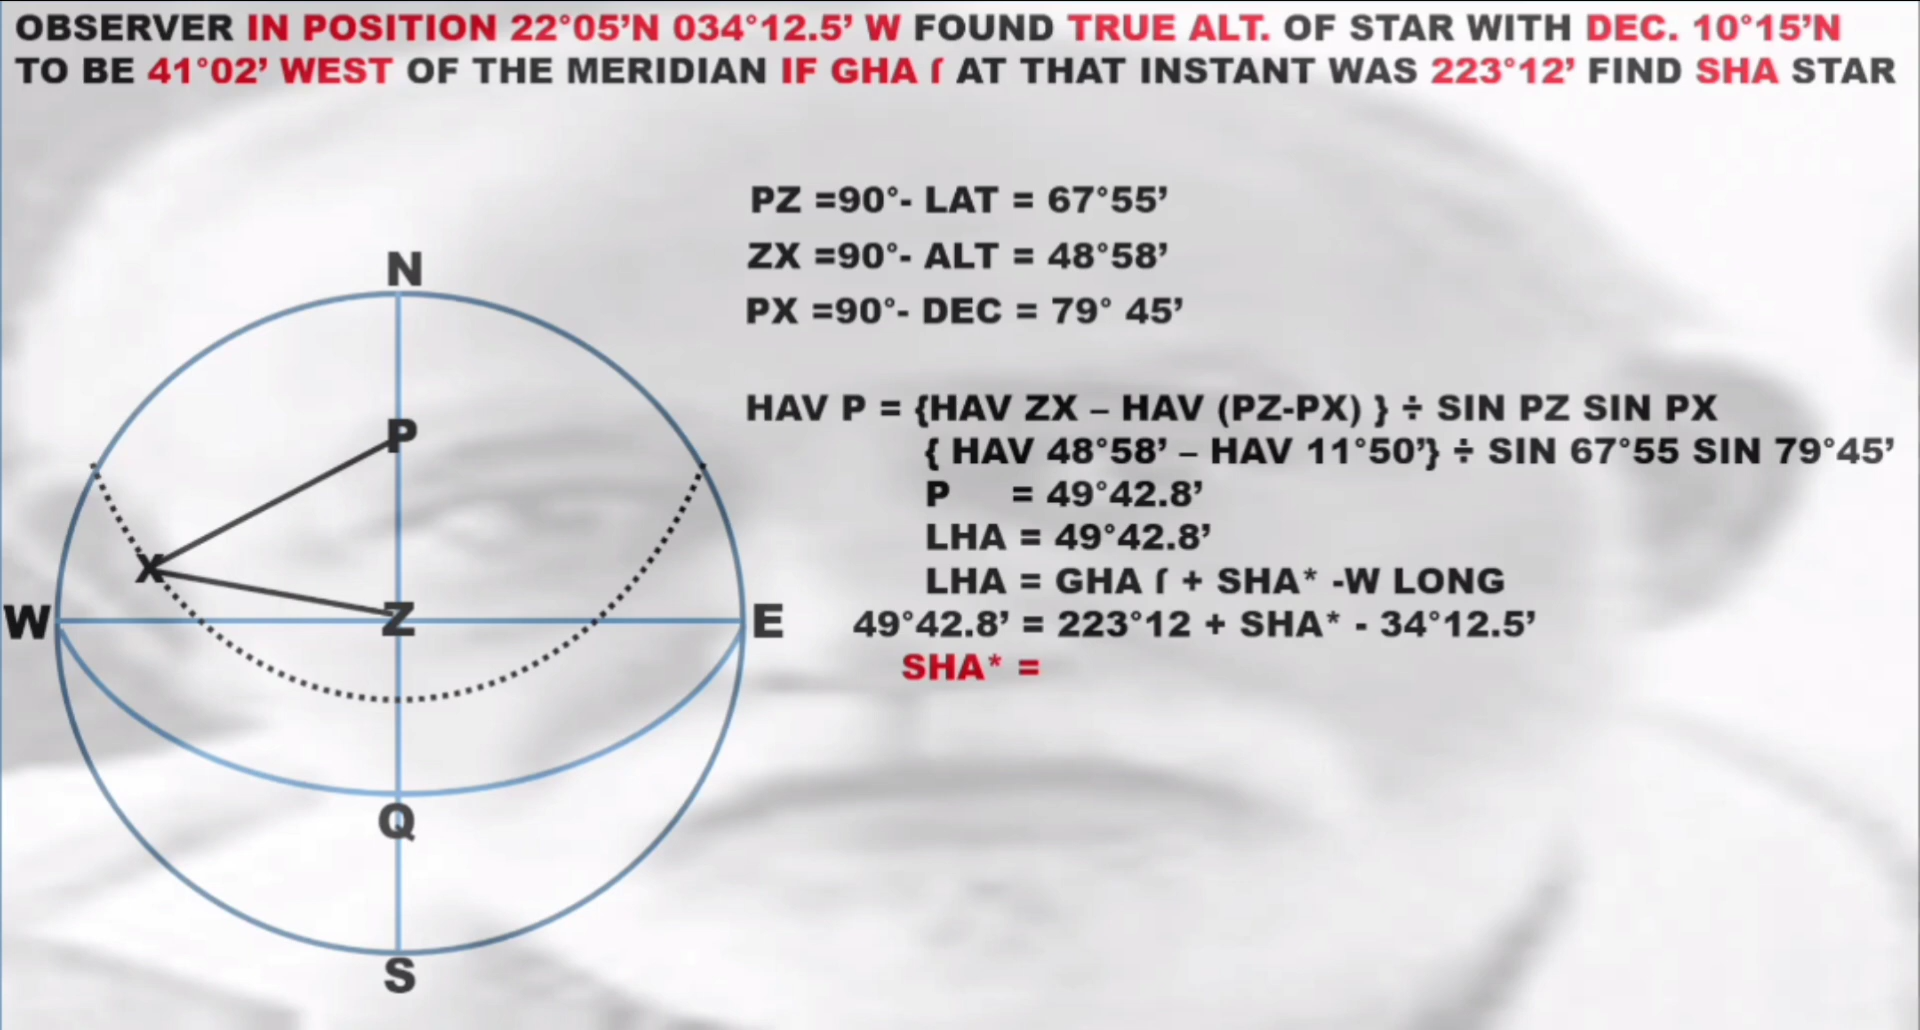 OBSERVER IN POSITION 22°05’N 034°12.5’ W FOUND TRUE ALT. OF STAR WITH DEC. 10°15’N
TO BE 41°02’ WEST OF THE MERIDIAN IF GHA ſ AT THAT INSTANT WAS 223°12’ FIND SHA STAR
PZ =90°- LAT = 67°55’
ZX =90°- ALT = 48°58’
PX =90°- DEC = 79° 45’
HAV P = {HAV ZX – HAV (PZ-PX) } ÷ SIN PZ SIN PX
{ HAV 48°58’ – HAV 11°50’} ÷ SIN 67°55 SIN 79°45’
P = 49°42.8’
LHA = 49°42.8’
LHA = GHA ſ + SHA* -W LONG
49°42.8’ = 223°12 + SHA* - 34°12.5’
SHA* =
N
P
X
Z
W
E
Q
S